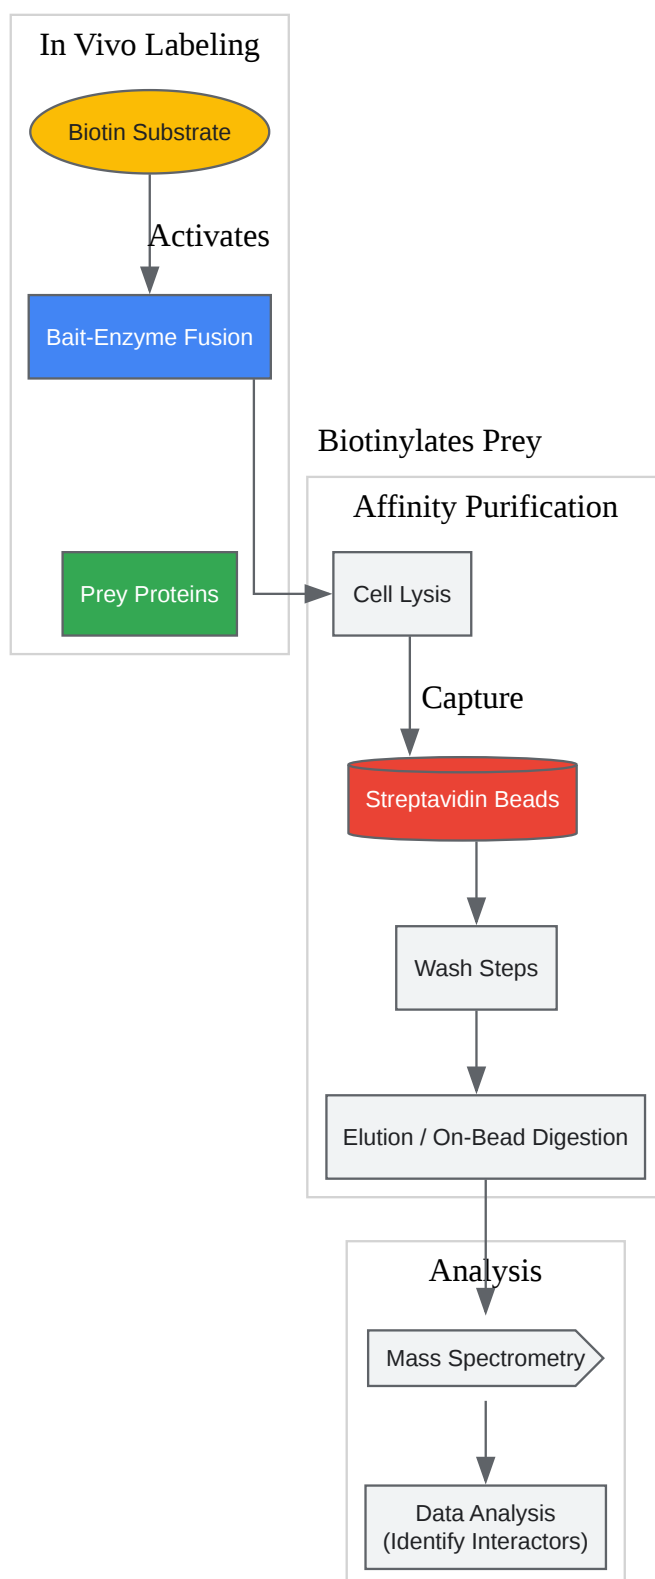 In Vivo Labeling
Biotin Substrate
Activates
Bait-Enzyme Fusion
Biotinylates Prey
Affinity Purification
Prey Proteins
Cell Lysis
Capture
Streptavidin Beads
Wash Steps
Elution / On-Bead Digestion
Analysis
Mass Spectrometry
Data Analysis
(Identify Interactors)